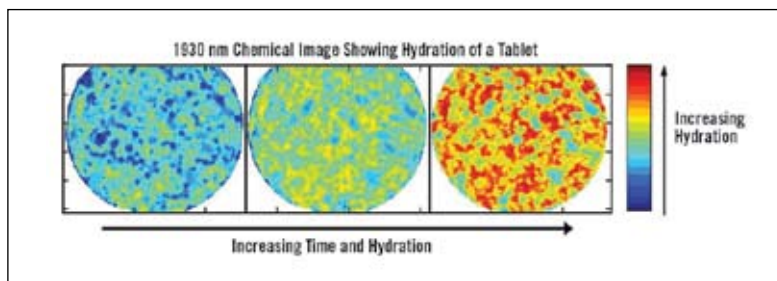 1930 nm Chemical Image Showing Hydration of a Tablet
Increasing
Hydration
Increasing Time and Hydration